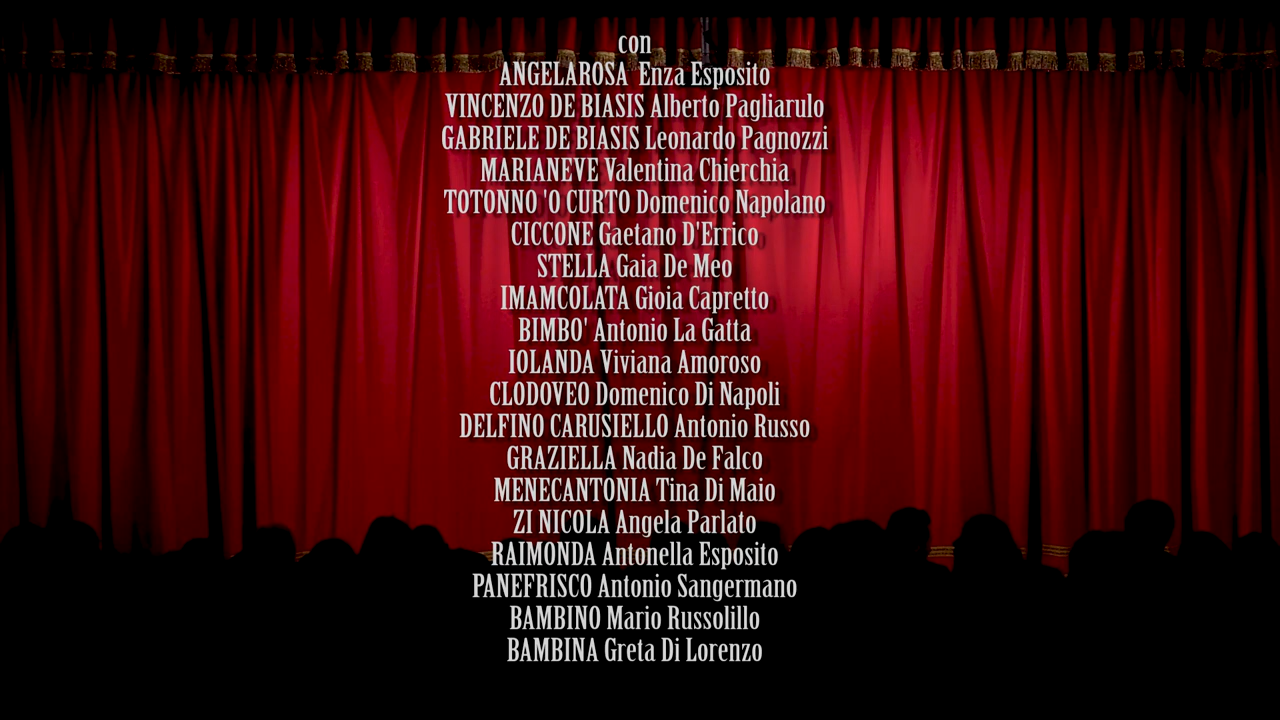 con
ANGELAROSA Enza Esposito
VINCENZO DE BIASIS Alberto Pagliarulo
GABRIELE DE BIASIS Leonardo Pagnozzi
MARIANEVE Valentina Chierchia
TOTONNO 'O CURTO Domenico Napolano
CICCONE Gaetano D'Errico
STELLA Gaia De Meo
IMAMCOLATA Gioia Capretto
BIMBO' Antonio La Gatta
IOLANDA Viviana Amoroso
CLODOVEO Domenico Di Napoli
DELFINO CARUSIELLO Antonio Russo
GRAZIELLA Nadia De Falco
MENECANTONIA Tina Di Maio
ZI NICOLA Angela Parlato
RAIMONDA Antonella Esposito
PANEFRISCO Antonio Sangermano
BAMBINO Mario Russolillo
BAMBINA Greta Di Lorenzo